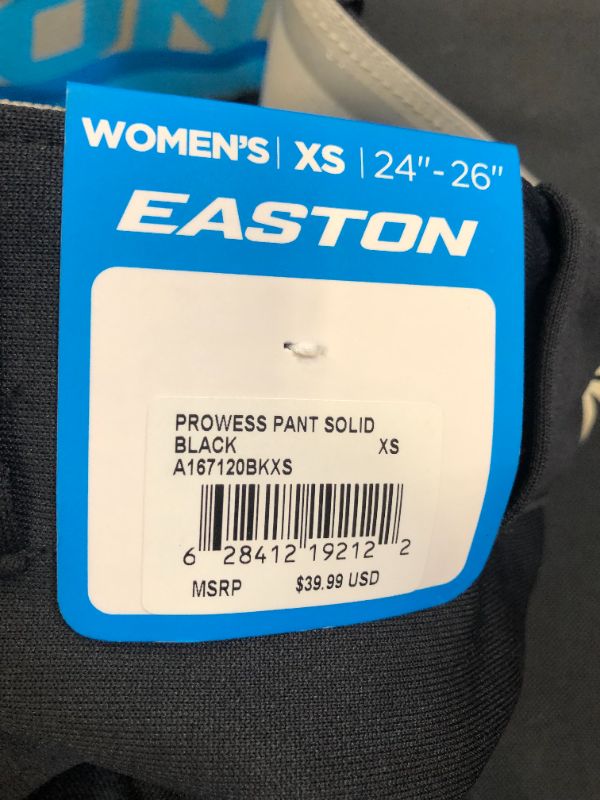 WOMEN'S | XS | 24"-26"
EASTON
PROWESS PANT SOLID
BLACK XS
A167120BKXS
6 28412 19212 2
MSRP $39.99 USD